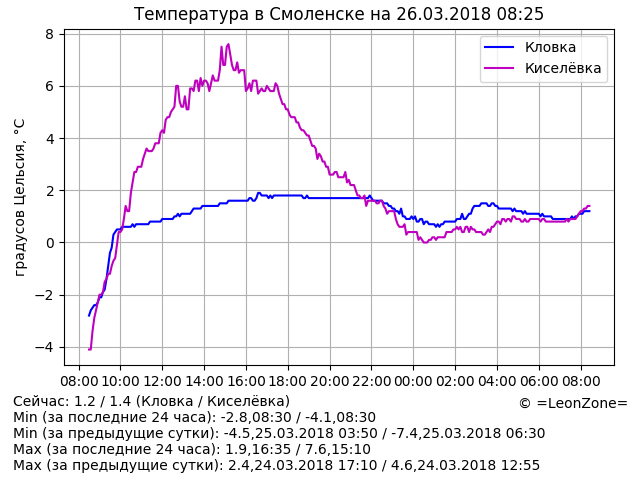 Температура в Смоленске на 26.03.2018 08:25
Кловка
Киселёвка
градусов Цельсия, °C
8
6
4
2
0
−2
−4
08:00 10:00 12:00 14:00 16:00 18:00 20:00 22:00 00:00 02:00 04:00 06:00 08:00
Сейчас: 1.2 / 1.4 (Кловка / Киселёвка)
© =LeonZone=
Min (за последние 24 часа): -2.8,08:30 / -4.1,08:30
Min (за предыдущие сутки): -4.5,25.03.2018 03:50 / -7.4,25.03.2018 06:30
Max (за последние 24 часа): 1.9,16:35 / 7.6,15:10
Max (за предыдущие сутки): 2.4,24.03.2018 17:10 / 4.6,24.03.2018 12:55